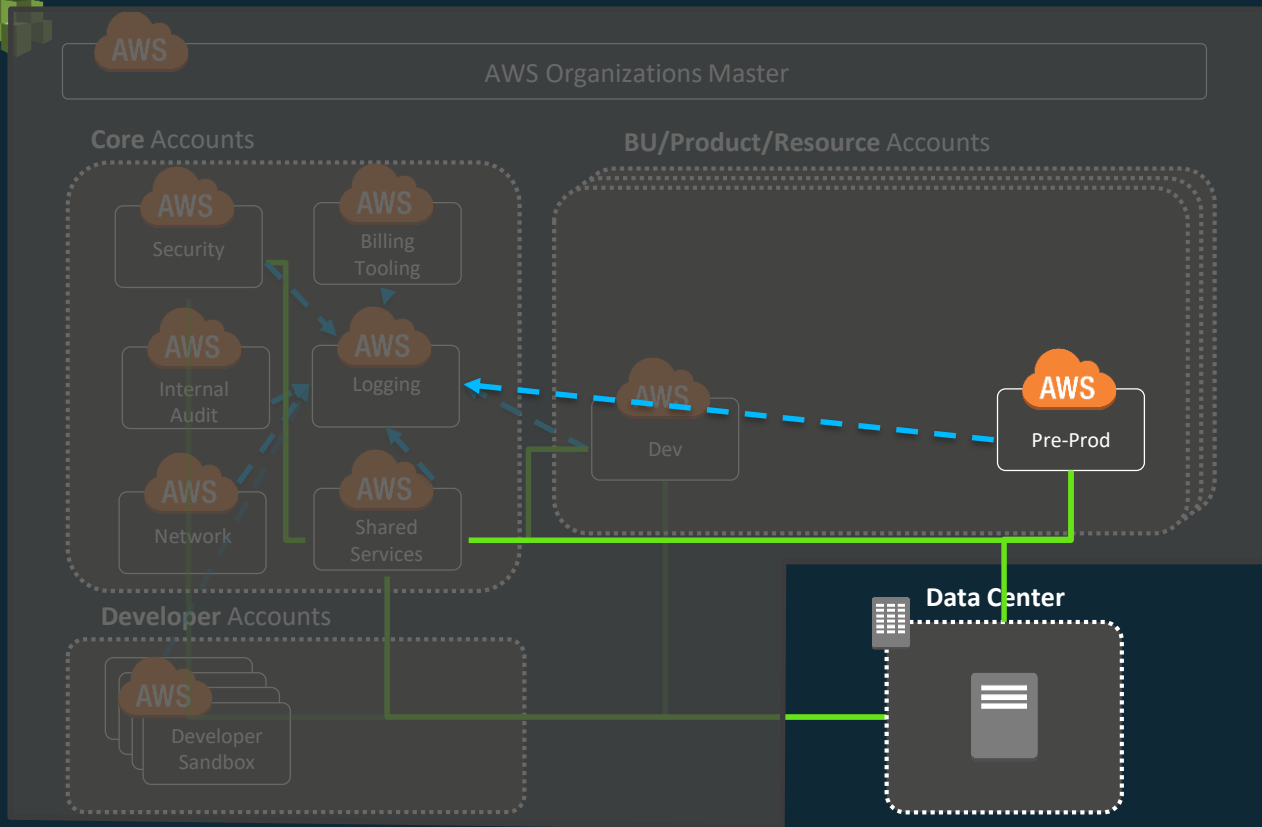 AWS
AWS Organizations Master
Core Accounts
BU/Product/Resource Accounts
AWS
Security
AWS
Billing
Tooling
AWS
Internal
Audit
AWS
Logging
AWS
Dev
AWS
Pre-Prod
AWS
Network
AWS
Shared
Services
Data Center
Developer Accounts
AWS
Developer
Sandbox